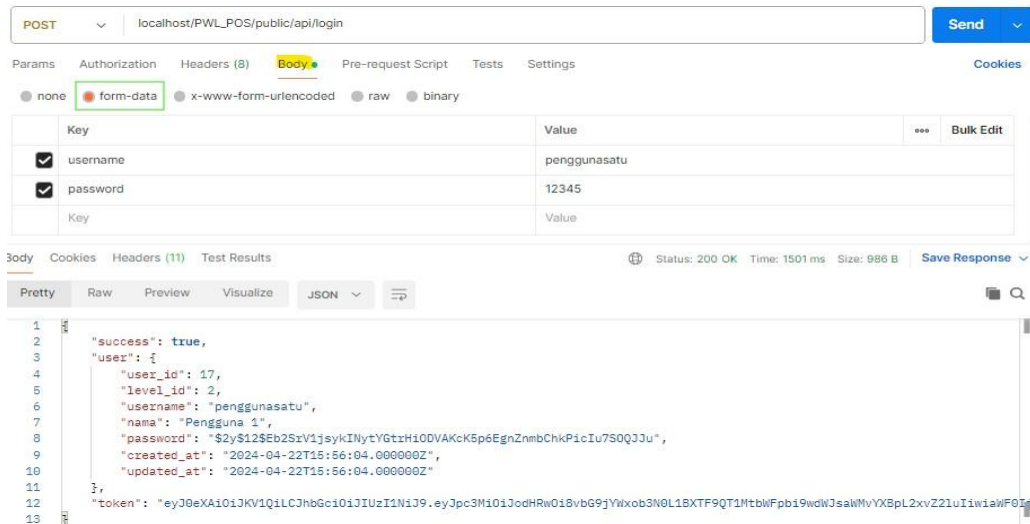 POST localhost/PWL_POS/public/api/login Send
Params Authorization Headers (8) Body Pre-request Script Tests Settings Cookies
none form-data x-www-form-urlencoded raw binary
Key Value ooo Bulk Edit
username penggunasatu
password 12345
Key Value
Body Cookies Headers (11) Test Results Status: 200 OK Time: 1501 ms Size: 986 B Save Response
Pretty Raw Preview Visualize JSON
1 {
2 "success": true,
3 "user": {
4 "user_id": 17,
5 "level_id": 2,
6 "username": "penggunasatu",
7 "nama": "Pengguna 1",
8 "password": "$2y$12$Eb2SrV1jsykINytYGtrHiODVAKcK5p6EgnZnmbChkPicIu7SOQJJu",
9 "created_at": "2024-04-22T15:56:04.000000Z",
10 "updated_at": "2024-04-22T15:56:04.000000Z"
11 },
12 "token":
13 }